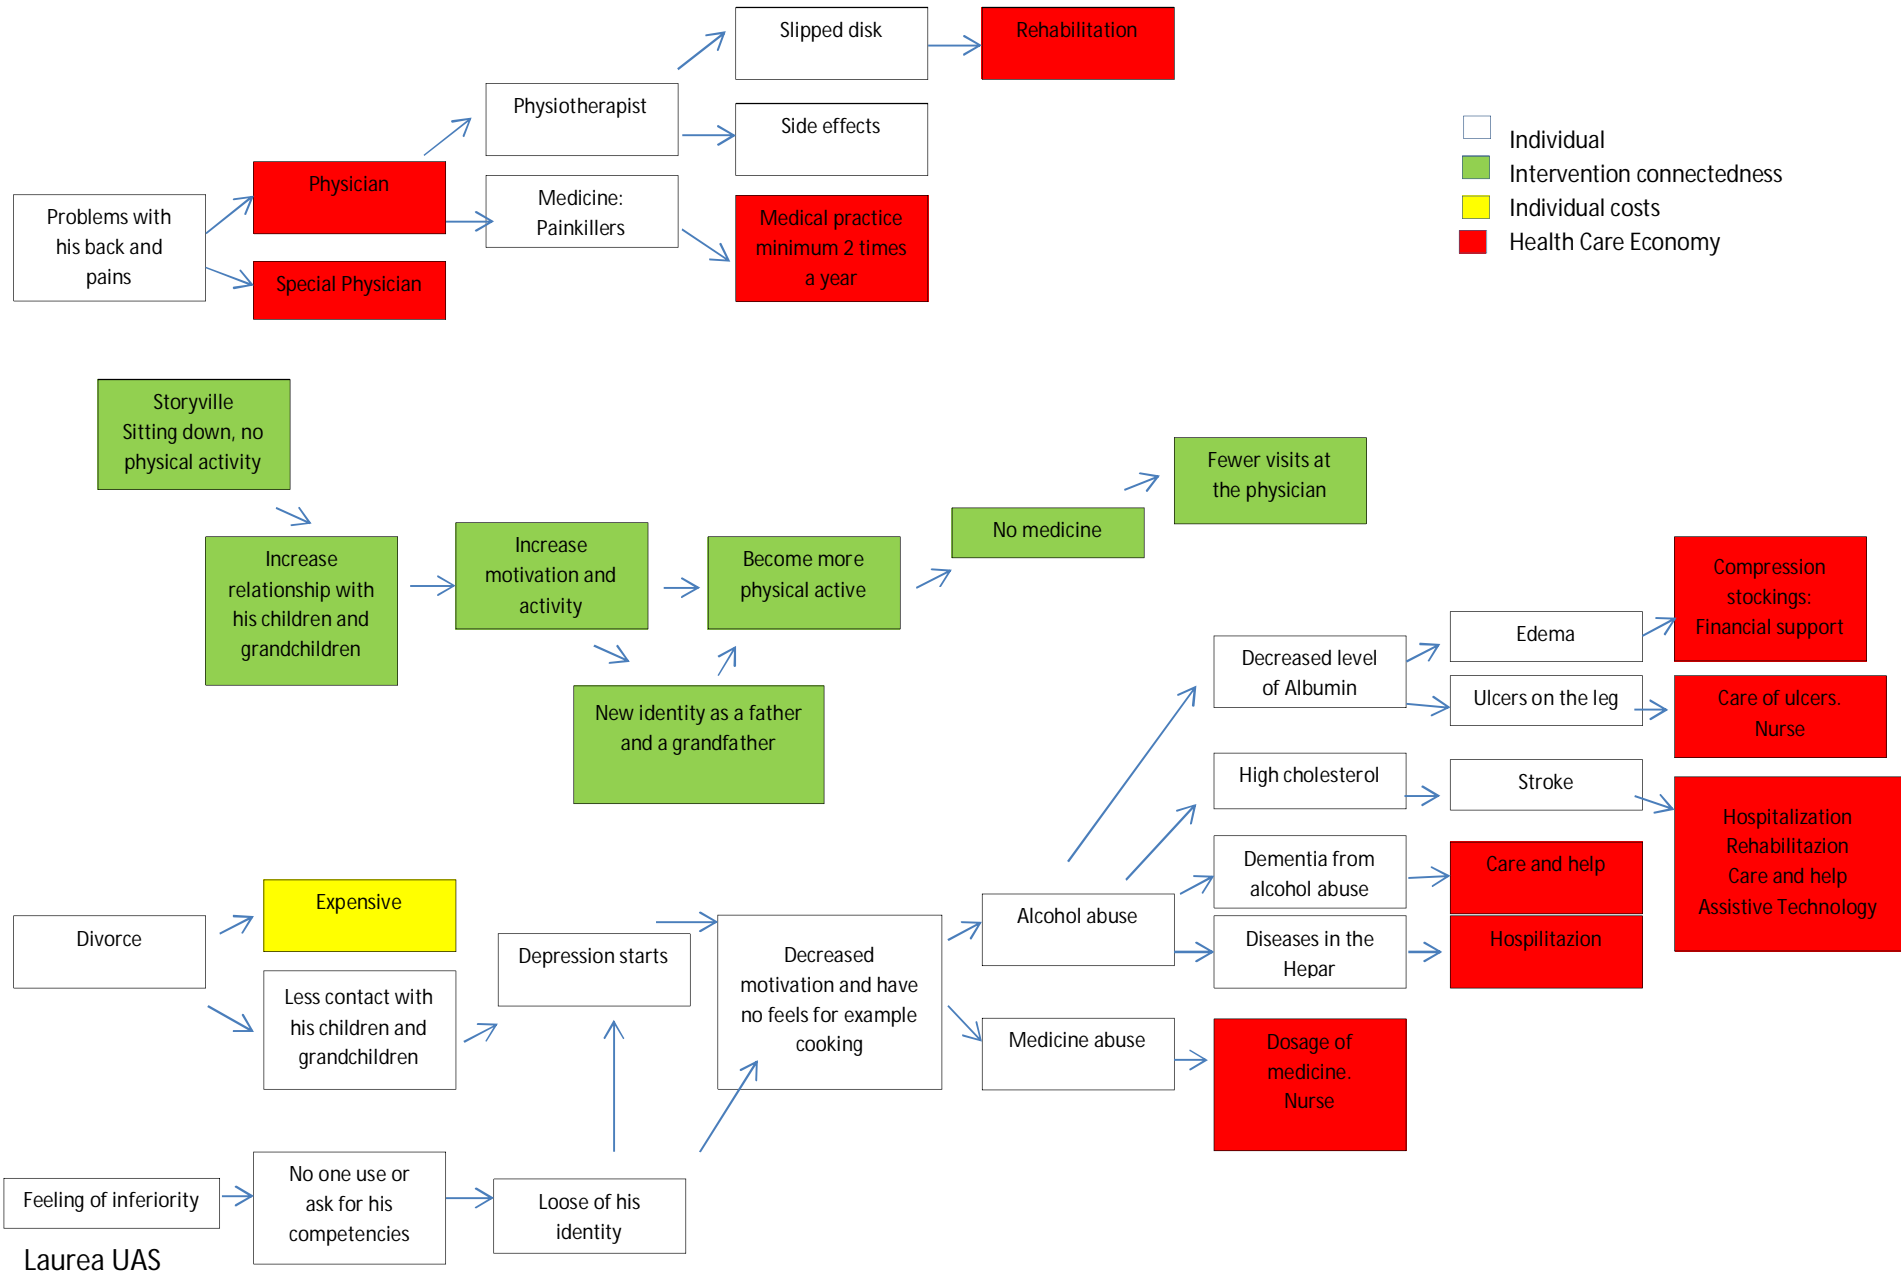 Slipped disk
Rehabilitation
Physiotherapist
Side effects
Individual
Intervention connectedness
Individual costs
Health Care Economy
Physician
Medicine:
Painkillers
Problems with
his back and
pains
Special Physician
Medical practice
minimum 2 times
a year
Storyville
Sitting down, no
physical activity
Fewer visits at
the physician
No medicine
Increase
relationship with
his children and
grandchildren
Increase
motivation and
activity
Become more
physical active
New identity as a father
and a grandfather
Compression
stockings:
Financial support
Edema
Decreased level
of Albumin
Ulcers on the leg
Care of ulcers.
Nurse
High cholesterol
Stroke
Hospitalization
Rehabilitazion
Care and help
Assistive Technology
Dementia from
alcohol abuse
Care and help
Expensive
Divorce
Alcohol abuse
Diseases in the
Hepar
Hospilitazion
Depression starts
Decreased
motivation and have
no feels for example
cooking
Less contact with
his children and
grandchildren
Medicine abuse
Dosage of
medicine.
Nurse
Feeling of inferiority
No one use or
ask for his
competencies
Loose of his
identity
Laurea UAS